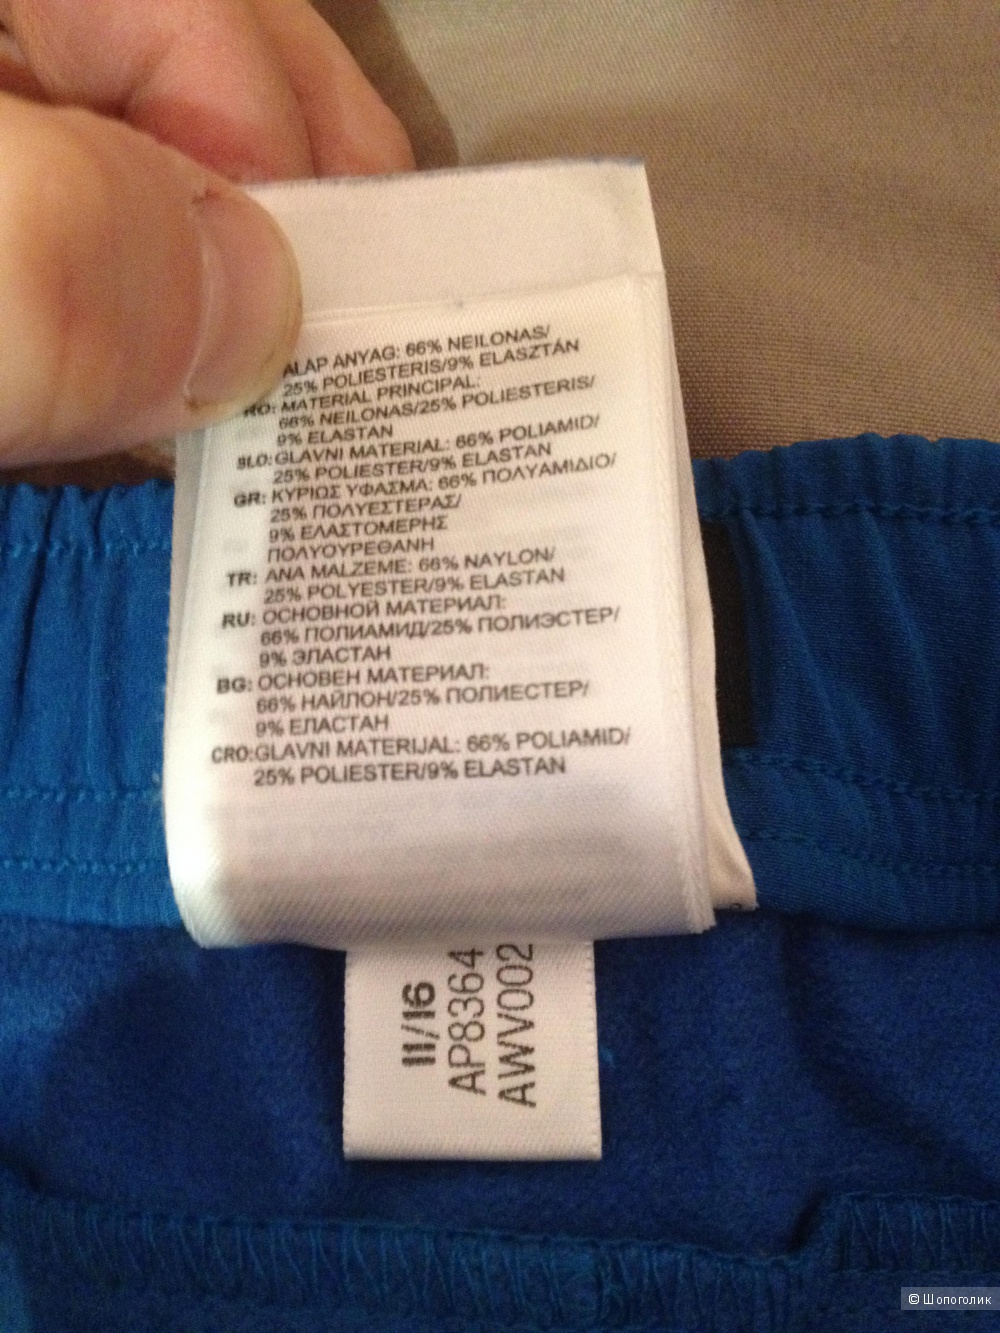 ALAP ANYAG: 66% NEILONAS/
25% POLIESTERIS/9% ELASZTÁN
RO: MATERIAL PRINCIPAL:
66% NEILONAS/25% POLIESTERIS/
9% ELASTAN
SLO: GLAVNI MATERIAL: 66% POLIAMID/
25% POLIESTER/9% ELASTAN
GR: ΚΥΡΙΩΣ ΥΦΑΣΜΑ: 66% ΠΟΛΥΑΜΙΔΙΟ/
25% ΠΟΛΥΕΣΤΕΡΑΣ/
9% ΕΛΑΣΤΟΜΕΡΗΣ
ΠΟΛΥΟΥΡΕΘΑΝΗ
TR: ANA MALZEME: 66% NAYLON/
25% POLYESTER/9% ELASTAN
RU: ОСНОВНОЙ МАТЕРИАЛ:
66% ПОЛИАМИД/25% ПОЛИЭСТЕР/
9% ЭЛАСТАН
BG: ОСНОВЕН МАТЕРИАЛ:
66% НАЙЛОН/25% ПОЛИЕСТЕР/
9% ЕЛАСТАН
CRO: GLAVNI MATERIJAL: 66% POLIAMID/
25% POLIESTER/9% ELASTAN
11/16
AP8364
AWV002
© Шопоголик